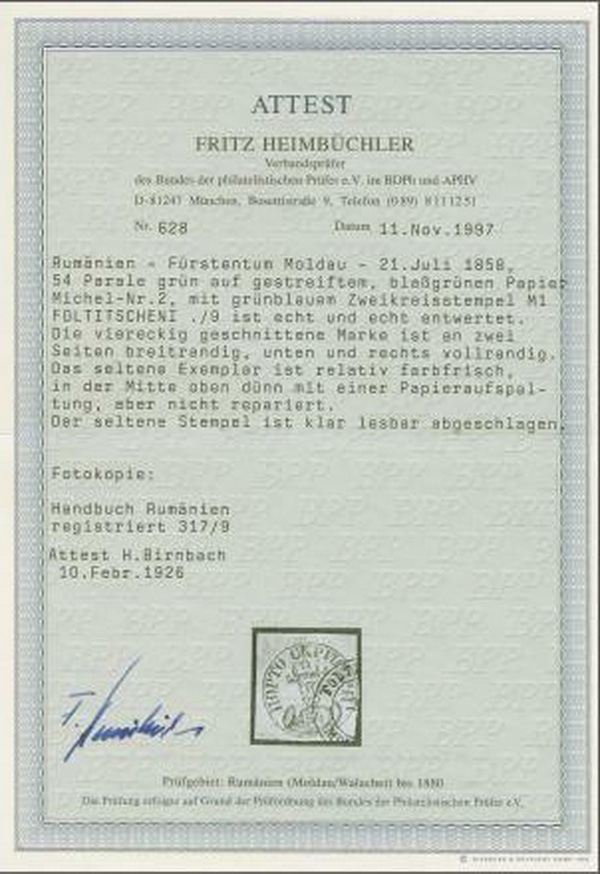 ATTEST
FRITZ HEIMBÜCHLER
Verbandsprüfer
des Bundes der philatelistischen Prüfer e.V. im BDPh und APHV
D-81247 München, Bosettistraße 9, Telefon (089) 8111251
Nr. 628 Datum 11.Nov.1997
Rumänien - Fürstentum Moldau - 21.Juli 1858,
54 Parale grün auf gestreiftem, blaßgrünen Papier
Michel-Nr.2, mit grünblauem Zweikreisstempel M1
FOLTITSCHENI ./9 ist echt und echt entwertet.
Die viereckig geschnittene Marke ist an zwei
Seiten breitrandig, unten und rechts vollrandig.
Das seltene Exemplar ist relativ farbfrisch,
in der Mitte oben dünn mit einer Papieraufspal-
tung, aber nicht repariert.
Der seltene Stempel ist klar lesbar abgeschlagen.
Fotokopie:
Handbuch Rumänien
registriert 317/9
Attest H.Birnbach
10.Febr.1926
Prüfgebiet: Rumänien (Moldau/Walachei) bis 1880
Die Prüfung erfolgte auf Grund der Prüfordnung des Bundes der Philatelistischen Prüfer e.V.